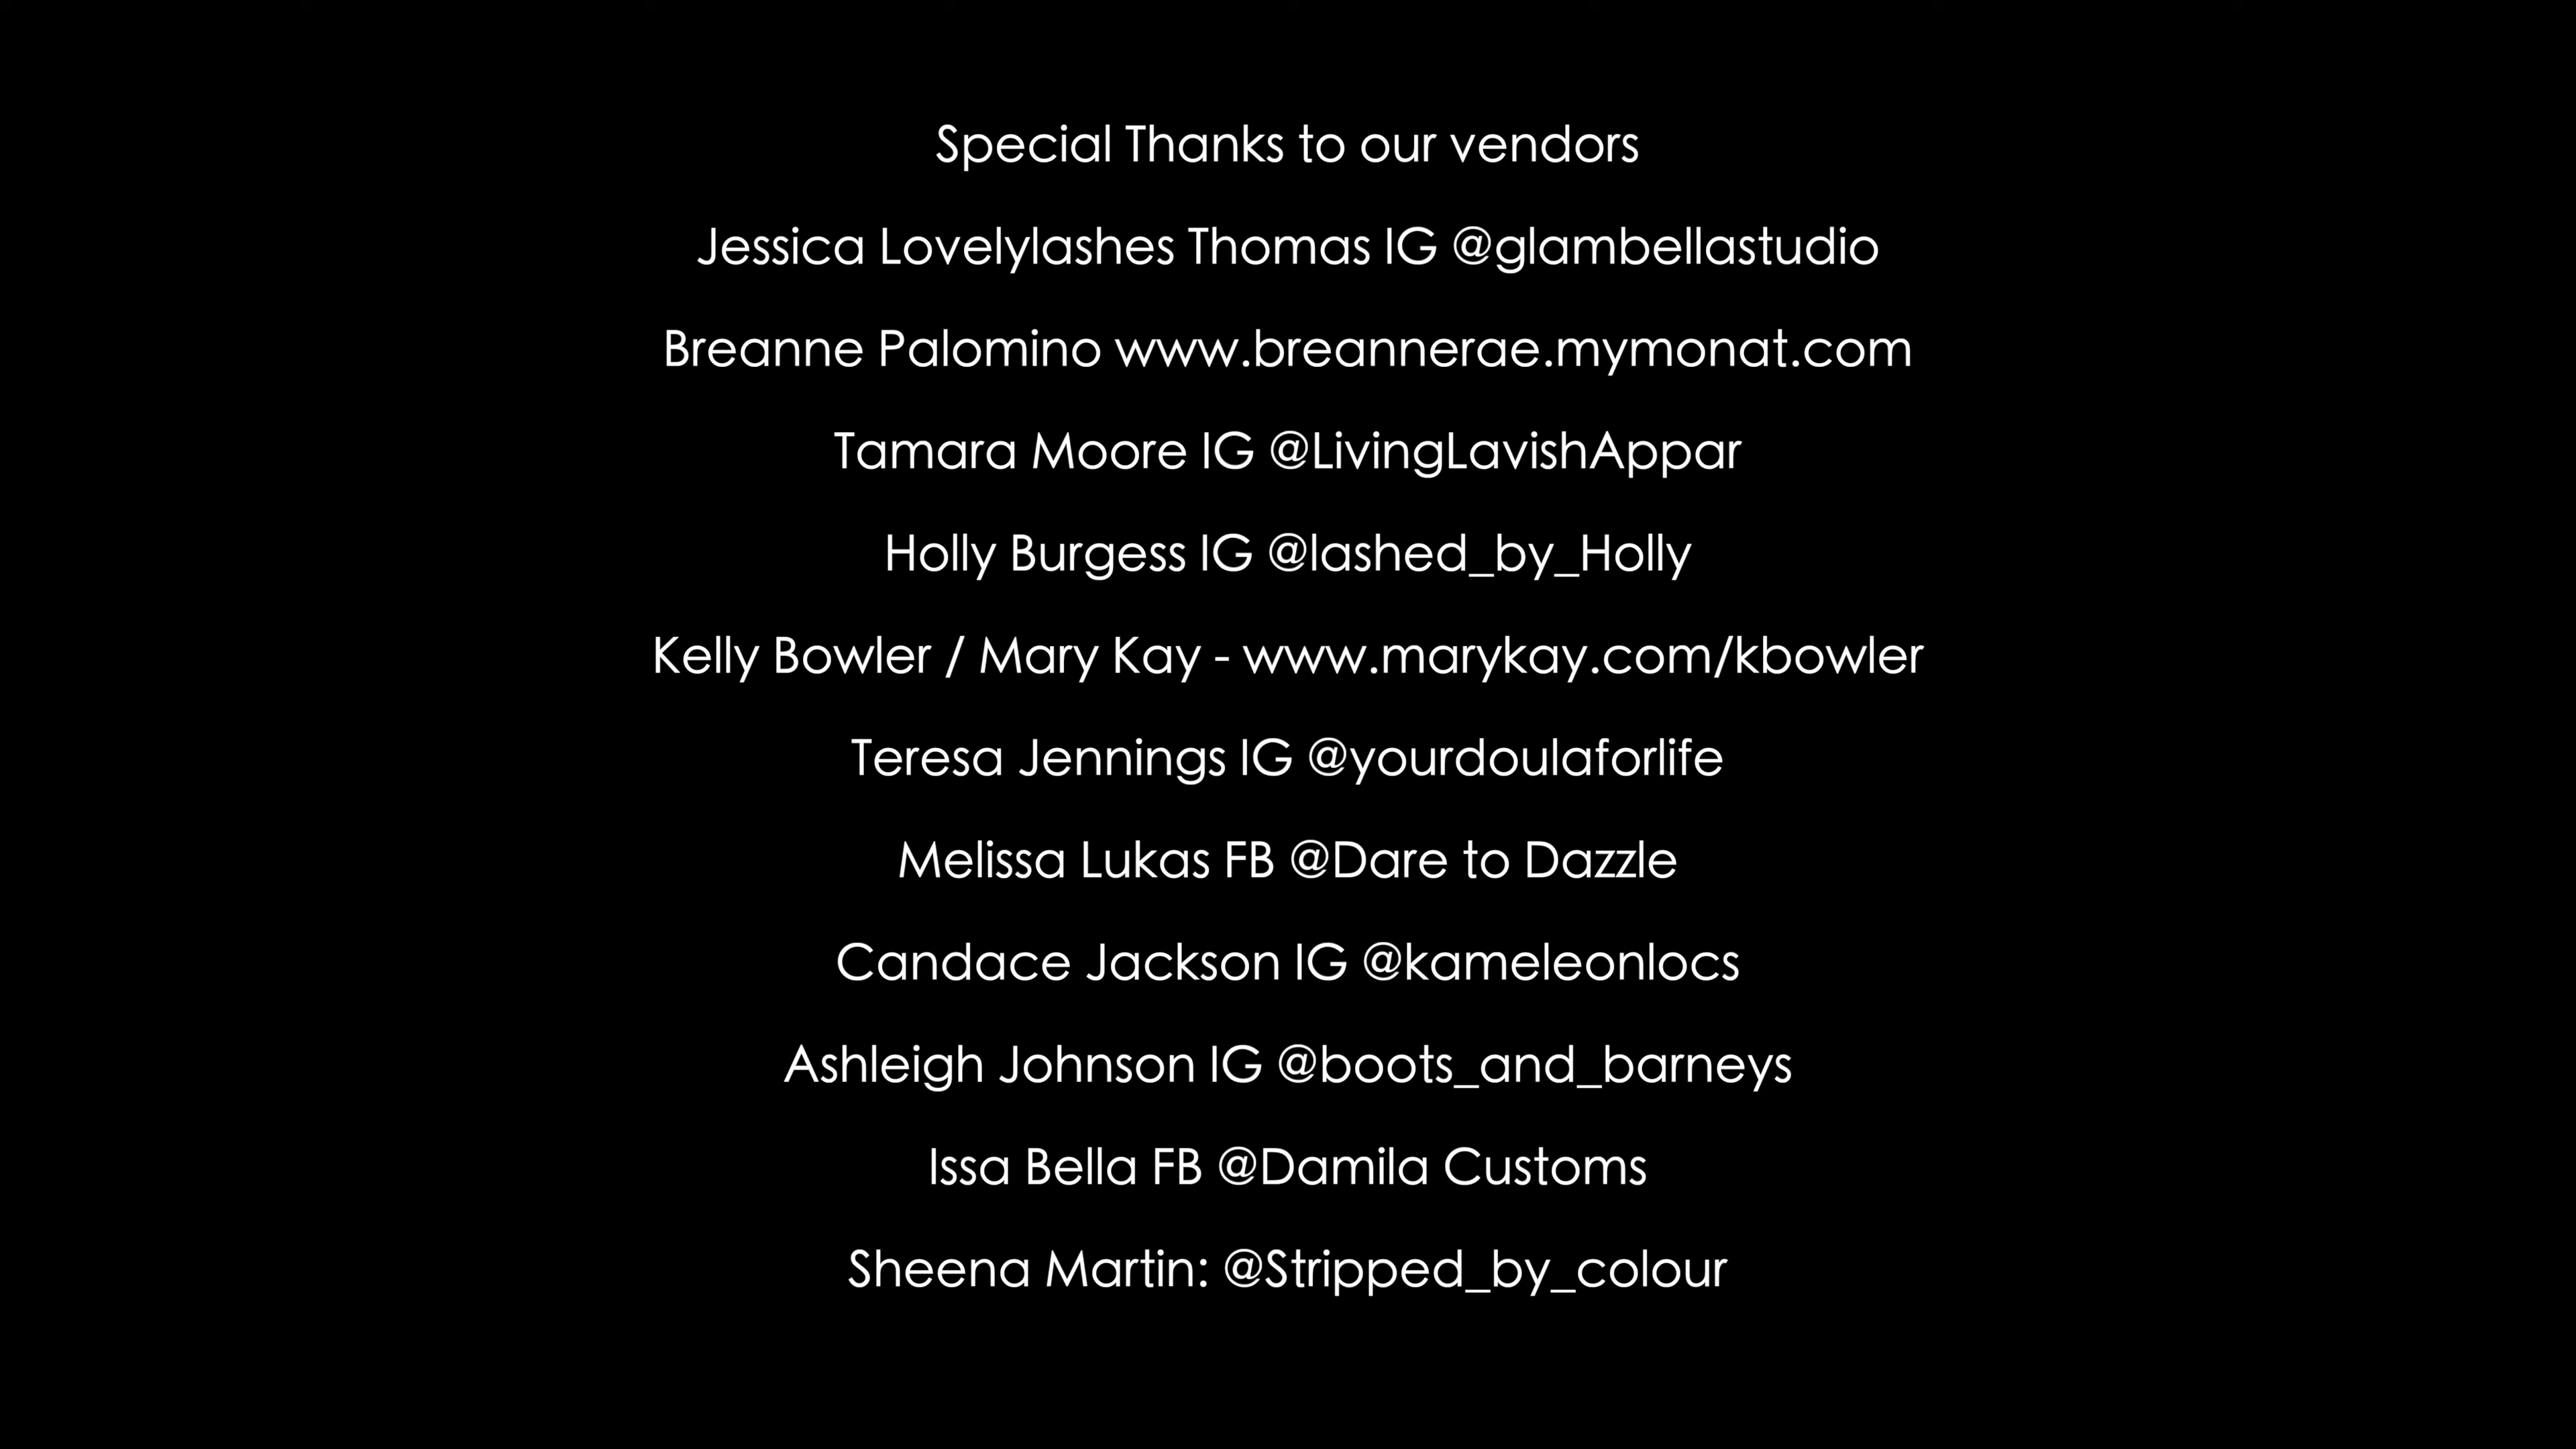 Special Thanks to our vendors
Jessica Lovelylashes Thomas IG @glambellastudio
Breanne Palomino www.breannerae.mymonat.com
Tamara Moore IG @LivingLavishAppar
Holly Burgess IG @lashed_by_Holly
Kelly Bowler / Mary Kay - www.marykay.com/kbowler
Teresa Jennings IG @yourdoulaforlife
Melissa Lukas FB @Dare to Dazzle
Candace Jackson IG @kameleonlocs
Ashleigh Johnson IG @boots_and_barneys
Issa Bella FB @Damila Customs
Sheena Martin: @Stripped_by_colour